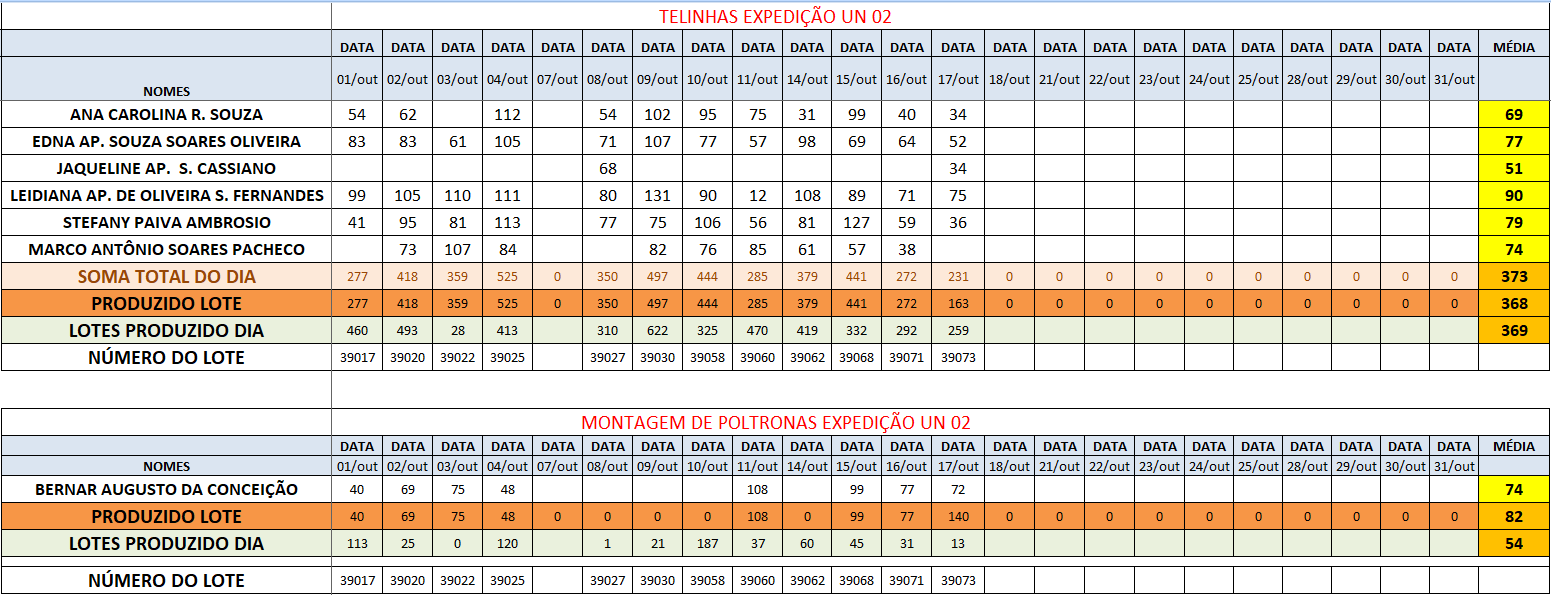 TELINHAS EXPEDIÇÃO UN 02
DATA DATA DATA DATA DATA DATA DATA DATA DATA DATA DATA DATA DATA DATA DATA DATA DATA DATA DATA DATA DATA DATA DATA MÉDIA
NOMES 01/out 02/out 03/out 04/out 07/out 08/out 09/out 10/out 11/out 14/out 15/out 16/out 17/out 18/out 21/out 22/out 23/out 24/out 25/out 28/out 29/out 30/out 31/out
ANA CAROLINA R. SOUZA 54 62 112 54 102 95 75 31 99 40 34 69
EDNA AP. SOUZA SOARES OLIVEIRA 83 83 61 105 71 107 77 57 98 69 64 52 77
JAQUELINE AP. S. CASSIANO 68 34 51
LEIDIANA AP. DE OLIVEIRA S. FERNANDES 99 105 110 111 80 131 90 12 108 89 71 75 90
STEFANY PAIVA AMBROSIO 41 95 81 113 77 75 106 56 81 127 59 36 79
MARCO ANTÔNIO SOARES PACHECO 73 107 84 82 76 85 61 57 38 74
SOMA TOTAL DO DIA 277 418 359 525 0 350 497 444 285 379 441 272 231 0 0 0 0 0 0 0 0 0 0 373
PRODUZIDO LOTE 277 418 359 525 0 350 497 444 285 379 441 272 163 0 0 0 0 0 0 0 0 0 0 368
LOTES PRODUZIDO DIA 460 493 28 413 310 622 325 470 419 332 292 259 369
NÚMERO DO LOTE 39017 39020 39022 39025 39027 39030 39058 39060 39062 39068 39071 39073
MONTAGEM DE POLTRONAS EXPEDIÇÃO UN 02
DATA DATA DATA DATA DATA DATA DATA DATA DATA DATA DATA DATA DATA DATA DATA DATA DATA DATA DATA DATA DATA DATA DATA MÉDIA
NOMES 01/out 02/out 03/out 04/out 07/out 08/out 09/out 10/out 11/out 14/out 15/out 16/out 17/out 18/out 21/out 22/out 23/out 24/out 25/out 28/out 29/out 30/out 31/out
BERNAR AUGUSTO DA CONCEIÇÃO 40 69 75 48 108 99 77 72 74
PRODUZIDO LOTE 40 69 75 48 0 0 0 0 108 0 99 77 140 0 0 0 0 0 0 0 0 0 0 82
LOTES PRODUZIDO DIA 113 25 0 120 1 21 187 37 60 45 31 13 54
NÚMERO DO LOTE 39017 39020 39022 39025 39027 39030 39058 39060 39062 39068 39071 39073